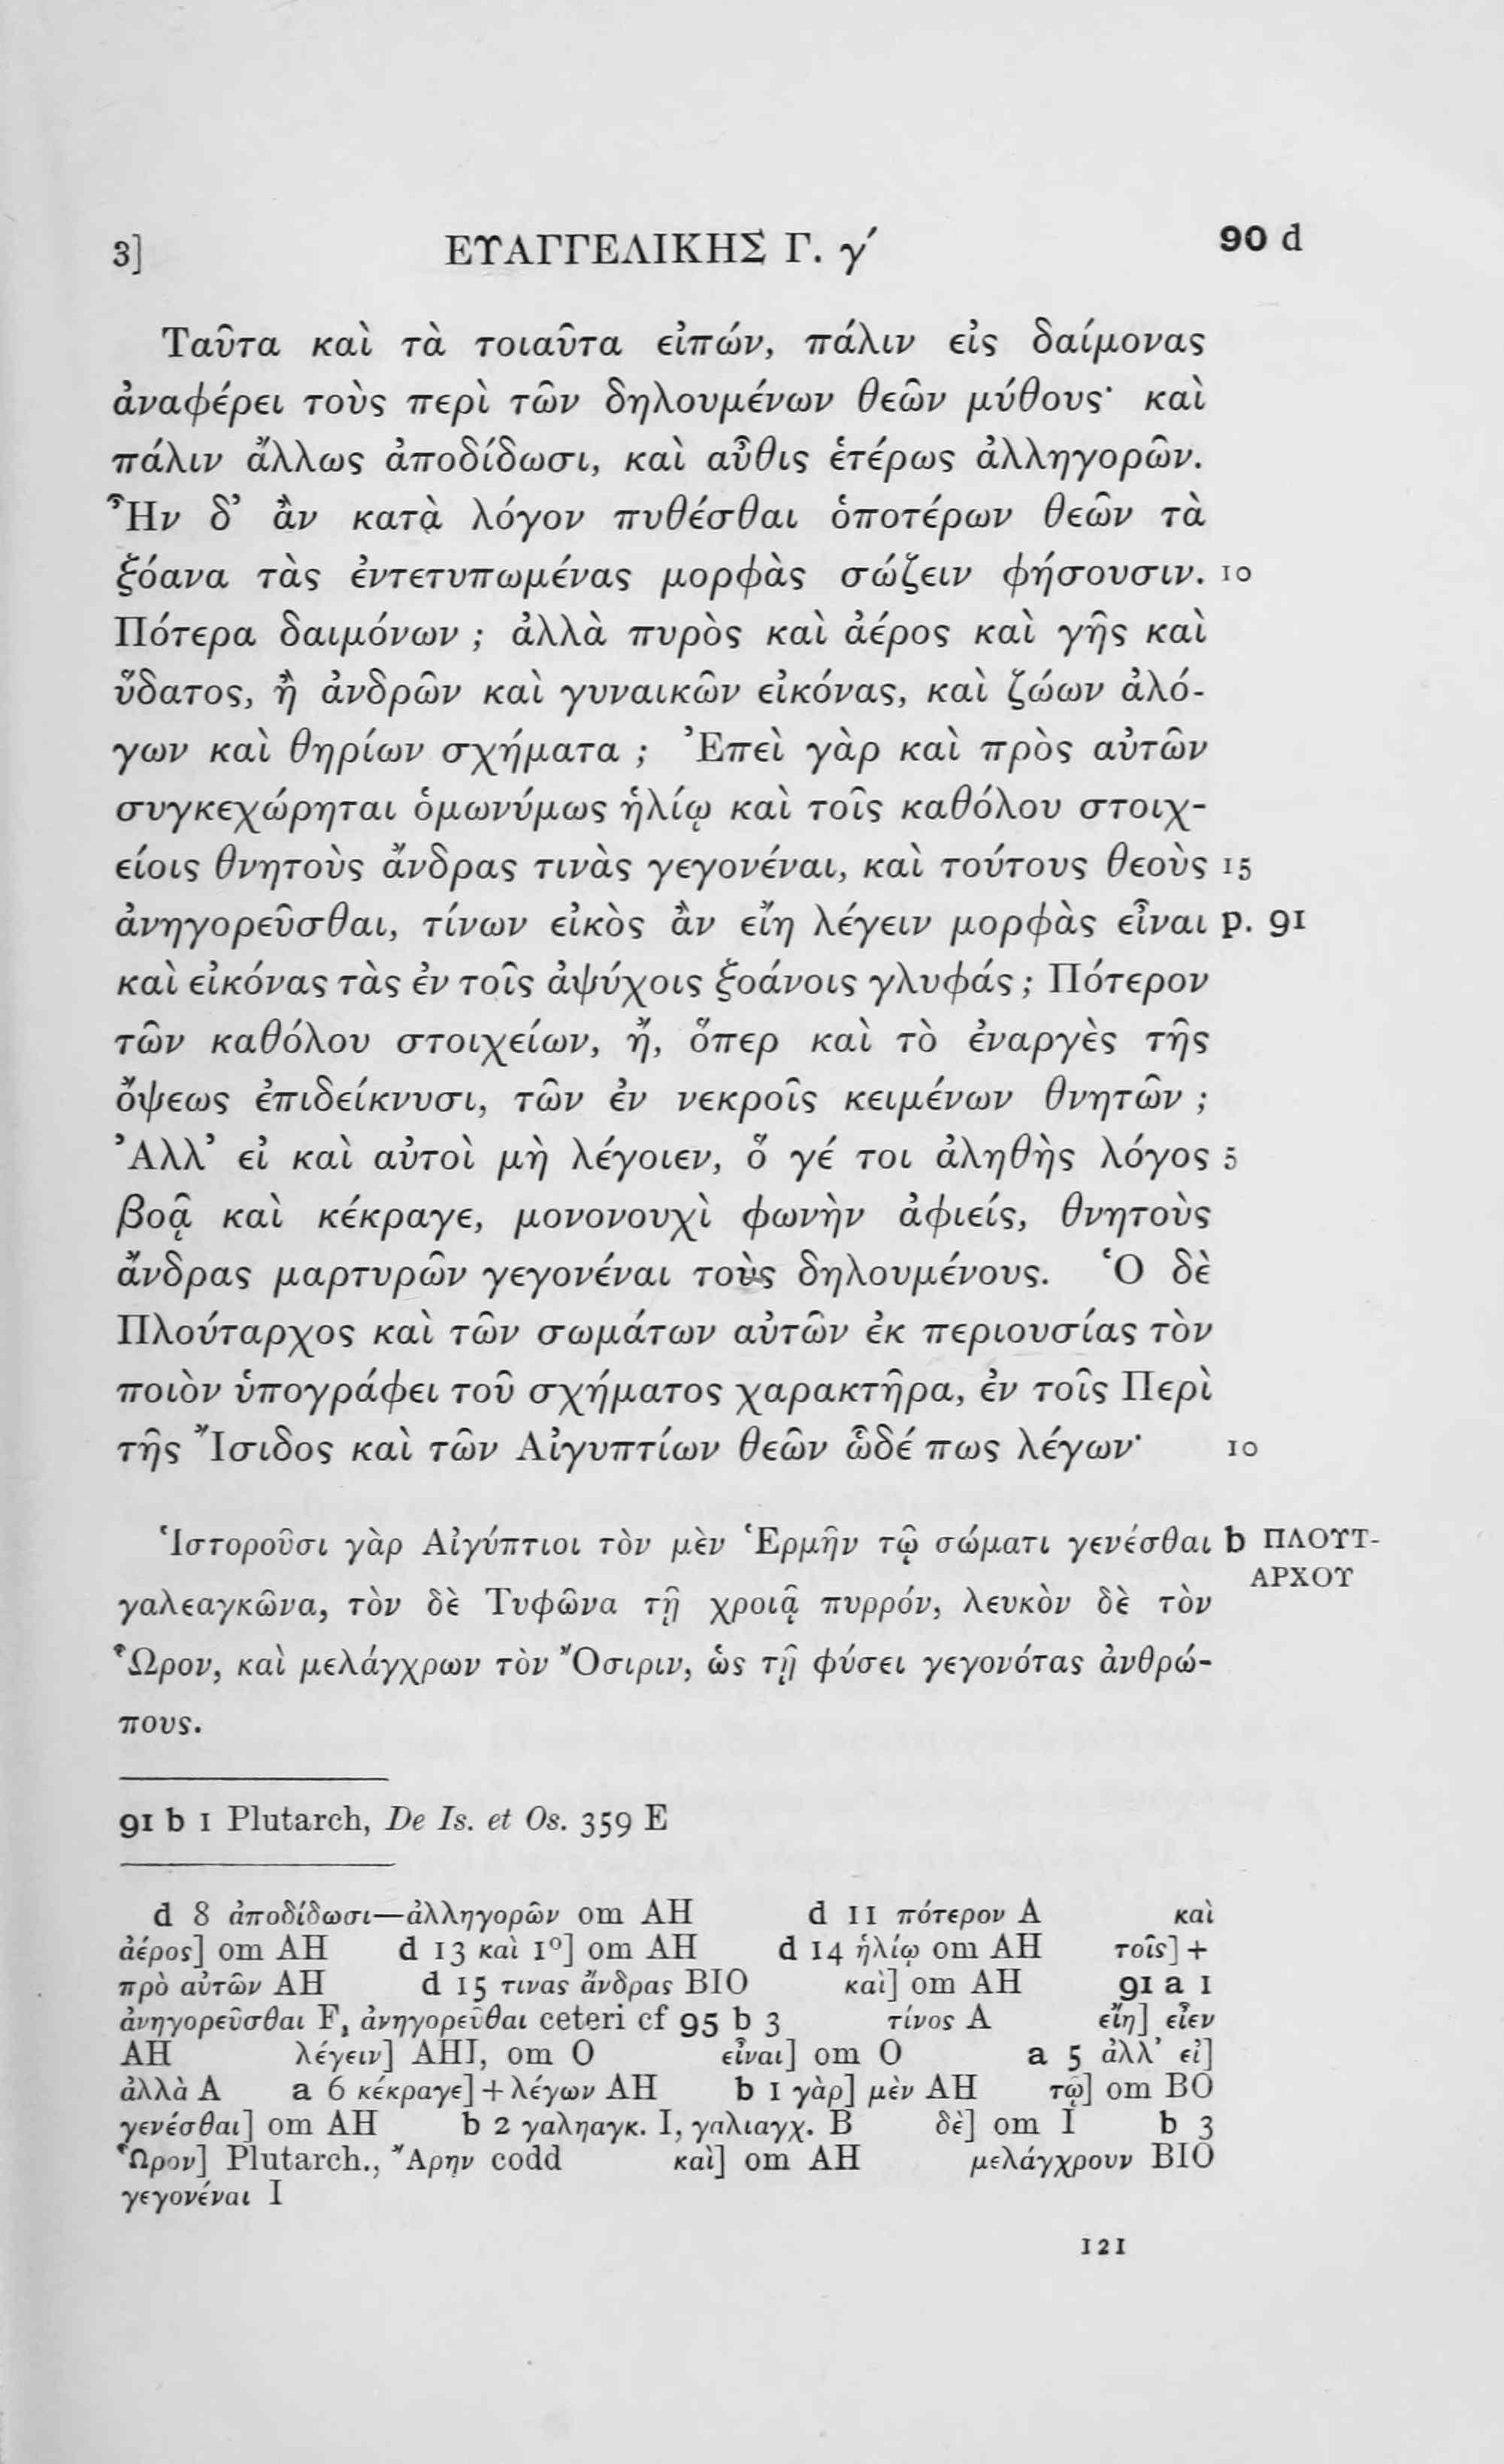 3] ΕΥΑΓΓΕΛΙΚΗΣ Γ. γ′ 90 d
Ταῦτα καὶ τὰ τοιαῦτα εἰπών, πάλιν εἰς δαίμονας
ἀναφέρει τοὺς περὶ τῶν δηλουμένων θεῶν μύθους· καὶ
πάλιν ἄλλως ἀποδίδωσι, καὶ αὖθις ἑτέρως ἀλληγορῶν.
Ἦν δ’ ἂν κατὰ λόγον πυθέσθαι ὁποτέρων θεῶν τὰ
ξόανα τὰς ἐντετυπωμένας μορφὰς σώζειν φήσουσιν. 10
Πότερα δαιμόνων ; ἀλλὰ πυρὸς καὶ ἀέρος καὶ γῆς καὶ
ὕδατος, ἢ ἀνδρῶν καὶ γυναικῶν εἰκόνας, καὶ ζώων ἀλό-
γων καὶ θηρίων σχήματα ; Ἐπεὶ γὰρ καὶ πρὸς αὐτῶν
συγκεχώρηται ὁμωνύμως ἡλίῳ καὶ τοῖς καθόλου στοιχ-
είοις θνητοὺς ἄνδρας τινὰς γεγονέναι, καὶ τούτους θεοὺς 15
ἀνηγορεῦσθαι, τίνων εἰκὸς ἂν εἴη λέγειν μορφὰς εἶναι p. 91
καὶ εἰκόνας τὰς ἐν τοῖς ἀψύχοις ξοάνοις γλυφάς ; Πότερον
τῶν καθόλου στοιχείων, ἤ, ὅπερ καὶ τὸ ἐναργὲς τῆς
ὄψεως ἐπιδείκνυσι, τῶν ἐν νεκροῖς κειμένων θνητῶν ;
Ἀλλ’ εἰ καὶ αὐτοὶ μὴ λέγοιεν, ὅ γέ τοι ἀληθὴς λόγος 5
βοᾷ καὶ κέκραγε, μονονουχὶ φωνὴν ἀφιείς, θνητοὺς
ἄνδρας μαρτυρῶν γεγονέναι τοὺς δηλουμένους. Ὁ δὲ
Πλούταρχος καὶ τῶν σωμάτων αὐτῶν ἐκ περιουσίας τὸν
ποιὸν ὑπογράφει τοῦ σχήματος χαρακτῆρα, ἐν τοῖς Περὶ
τῆς Ἴσιδος καὶ τῶν Αἰγυπτίων θεῶν ὧδέ πως λέγων· 10
Ἱστοροῦσι γὰρ Αἰγύπτιοι τὸν μὲν Ἑρμῆν τῷ σώματι γενέσθαι b ΠΛΟΥΤ-
ΑΡΧΟΥ
γαλεαγκῶνα, τὸν δὲ Τυφῶνα τῇ χροιᾷ πυρρόν, λευκὸν δὲ τὸν
Ὧρον, καὶ μελάγχρων τὸν Ὄσιριν, ὡς τῇ φύσει γεγονότας ἀνθρώ-
πους.
91 b 1 Plutarch, De Is. et Os. 359 E
d 8 ἀποδίδωσι—ἀλληγορῶν om AH d 11 πότερον A καὶ
ἀέρος] om AH d 13 καὶ 1º] om AH d 14 ἡλίῳ om AH τοῖς] +
πρὸ αὐτῶν AH d 15 τινας ἄνδρας BIO καὶ] om AH 91 a 1
ἀνηγορεῦσθαι F, ἀνηγορεῦθαι ceteri cf 95 b 3 τίνος A εἴη] εἶεν
AH λέγειν] AHI, om O εἶναι] om O a 5 ἀλλ’ εἰ]
ἀλλὰ A a 6 κέκραγε] + λέγων AH b 1 γὰρ] μὲν AH τῷ] om BO
γενέσθαι] om AH b 2 γαληαγκ. I, γαλιαγχ. B δὲ] om I b 3
Ὧρον] Plutarch., Ἄρην codd καὶ] om AH μελάγχρουν BIO
γεγονέναι I
121